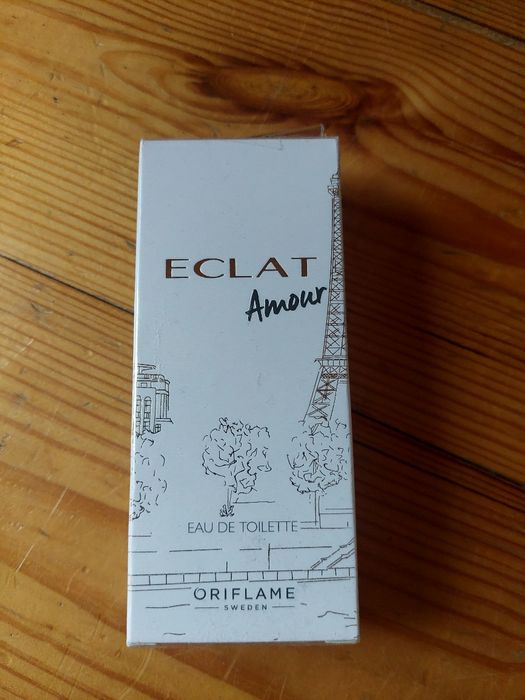 ECLAT
Amour
EAU DE TOILETTE
ORIFLAME
SWEDEN